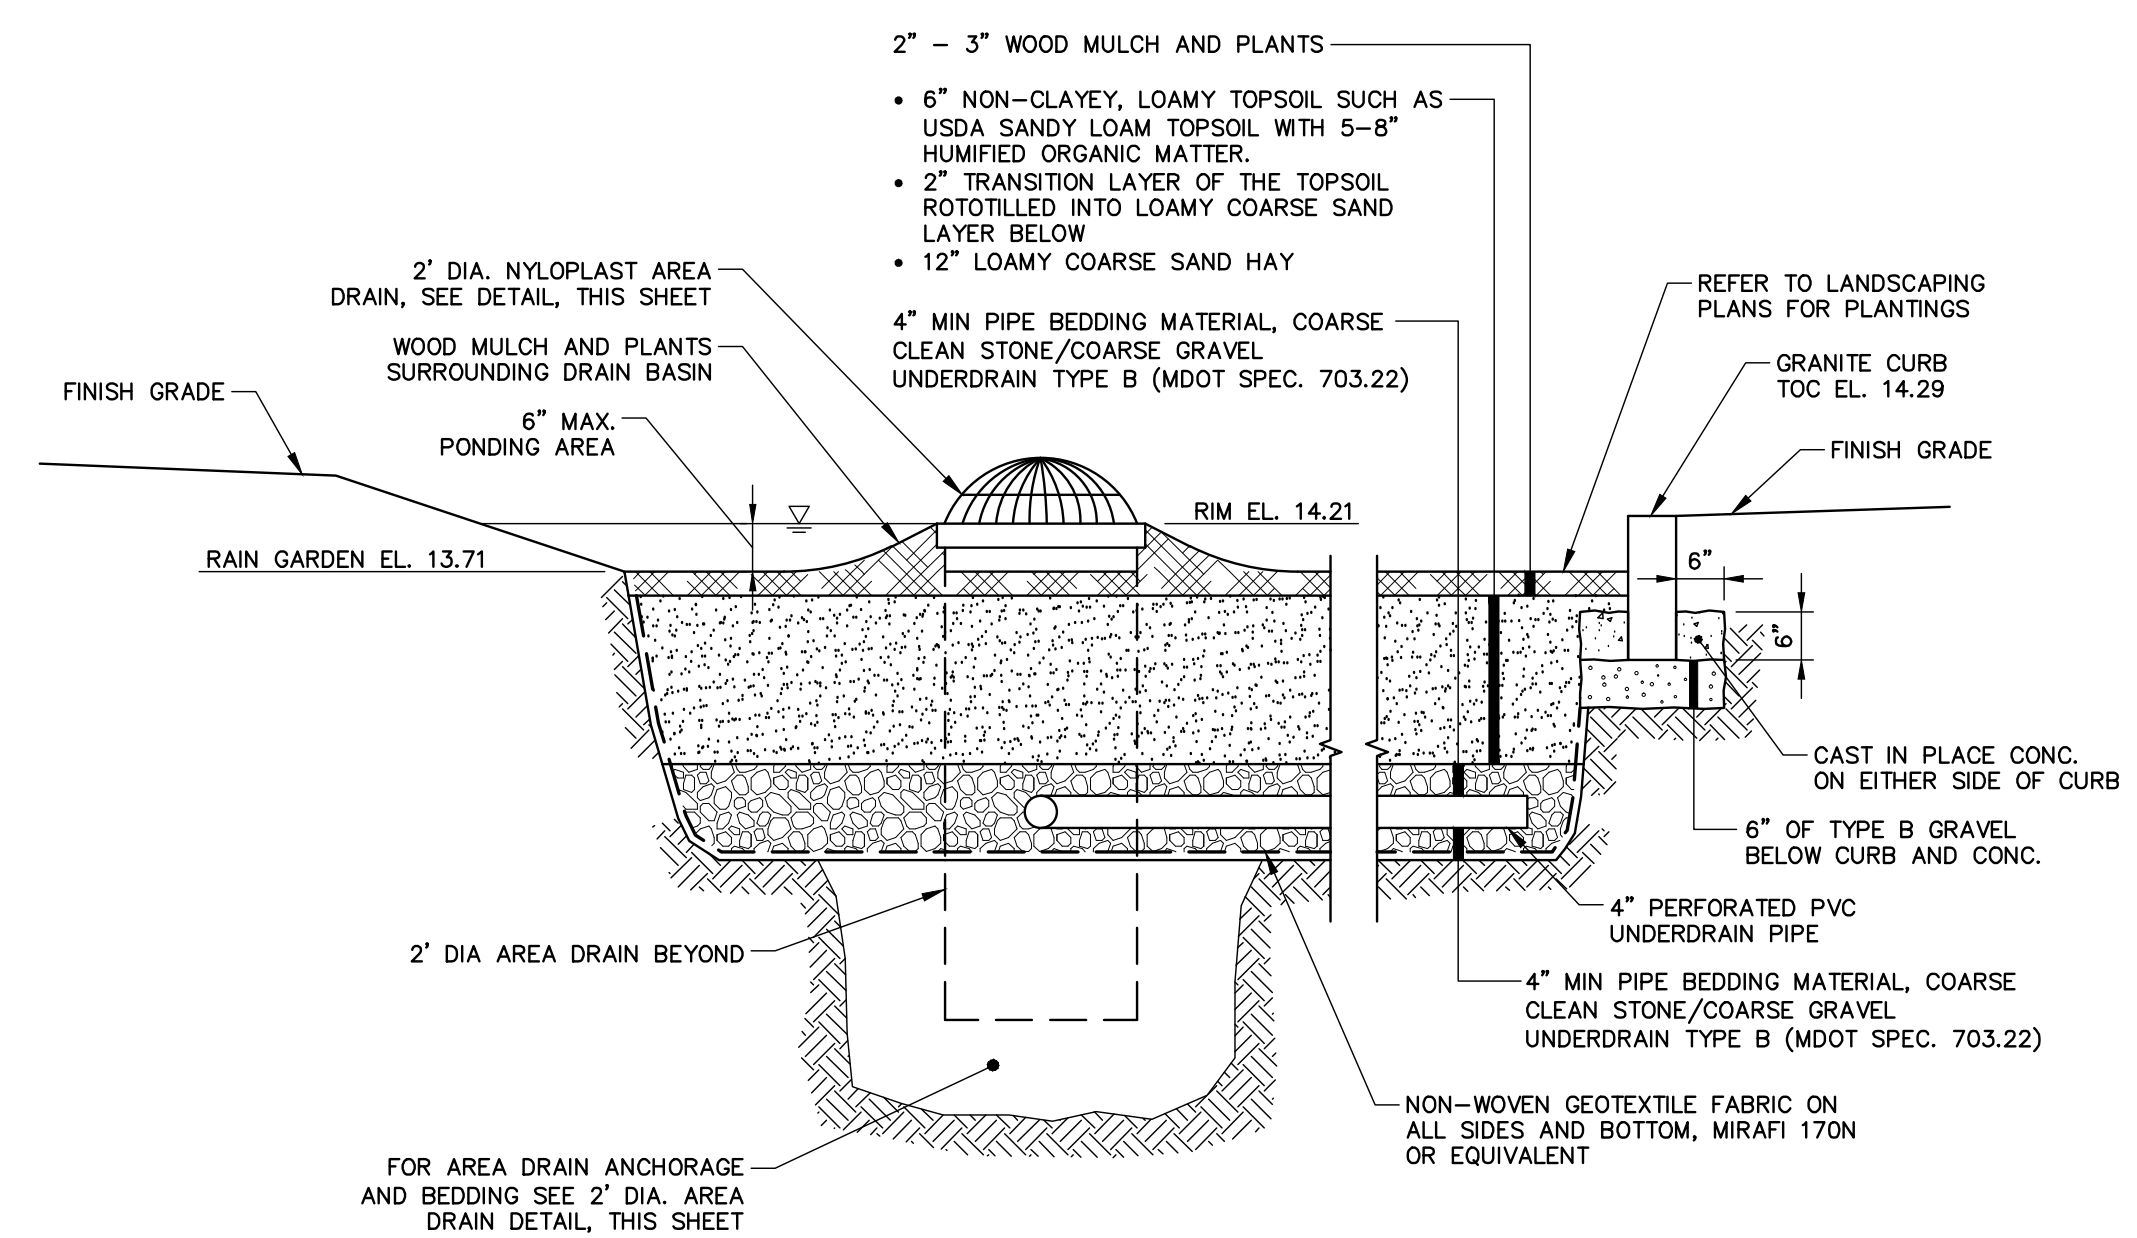 2” – 3” WOOD MULCH AND PLANTS
• 6” NON–CLAYEY, LOAMY TOPSOIL SUCH AS
USDA SANDY LOAM TOPSOIL WITH 5–8”
HUMIFIED ORGANIC MATTER.
• 2” TRANSITION LAYER OF THE TOPSOIL
ROTOTILLED INTO LOAMY COARSE SAND
LAYER BELOW
• 12” LOAMY COARSE SAND HAY
4” MIN PIPE BEDDING MATERIAL, COARSE
CLEAN STONE/COARSE GRAVEL
UNDERDRAIN TYPE B (MDOT SPEC. 703.22)
2’ DIA. NYLOPLAST AREA
DRAIN, SEE DETAIL, THIS SHEET
WOOD MULCH AND PLANTS
SURROUNDING DRAIN BASIN
FINISH GRADE
6” MAX.
PONDING AREA
REFER TO LANDSCAPING
PLANS FOR PLANTINGS
GRANITE CURB
TOC EL. 14.29
FINISH GRADE
RIM EL. 14.21
RAIN GARDEN EL. 13.71
6”
6”
CAST IN PLACE CONC.
ON EITHER SIDE OF CURB
6” OF TYPE B GRAVEL
BELOW CURB AND CONC.
4” PERFORATED PVC
UNDERDRAIN PIPE
2’ DIA AREA DRAIN BEYOND
4” MIN PIPE BEDDING MATERIAL, COARSE
CLEAN STONE/COARSE GRAVEL
UNDERDRAIN TYPE B (MDOT SPEC. 703.22)
NON–WOVEN GEOTEXTILE FABRIC ON
ALL SIDES AND BOTTOM, MIRAFI 170N
OR EQUIVALENT
FOR AREA DRAIN ANCHORAGE
AND BEDDING SEE 2’ DIA. AREA
DRAIN DETAIL, THIS SHEET